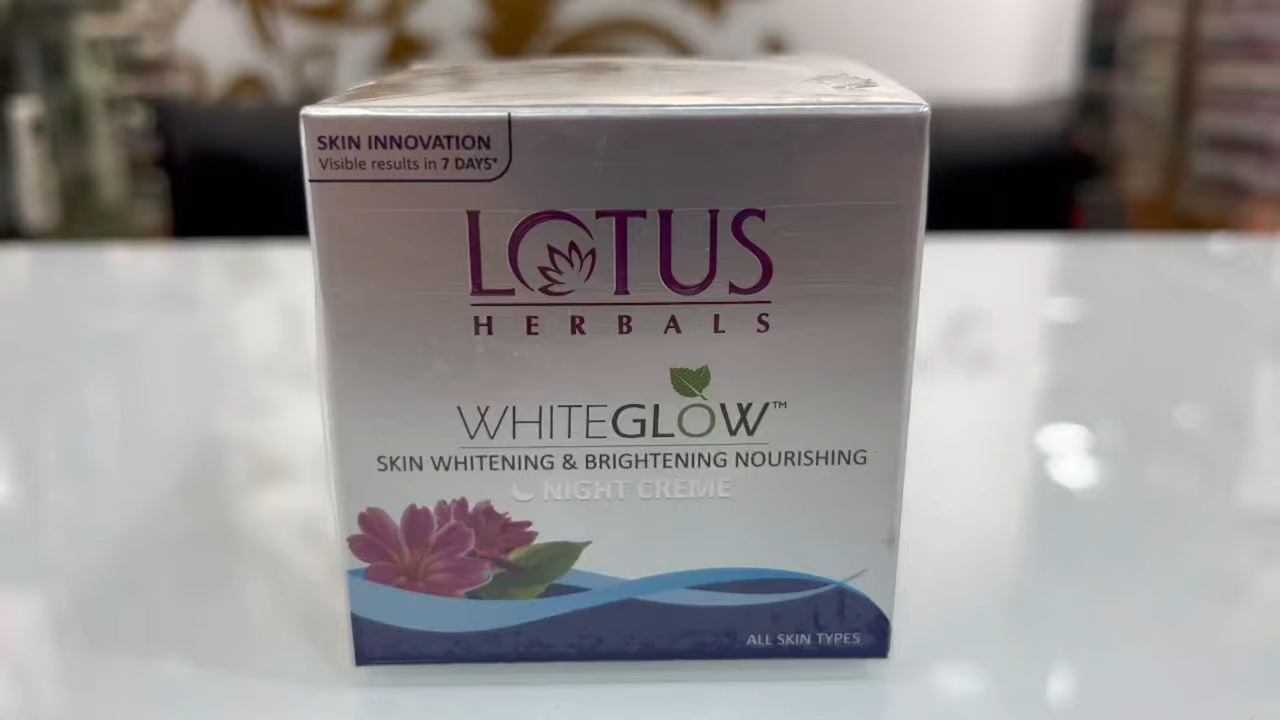 SKIN INNOVATION
Visible results in 7 DAYS*
LOTUS
HERBALS
WHITEGLOW™
SKIN WHITENING & BRIGHTENING NOURISHING
NIGHT CREME
ALL SKIN TYPES